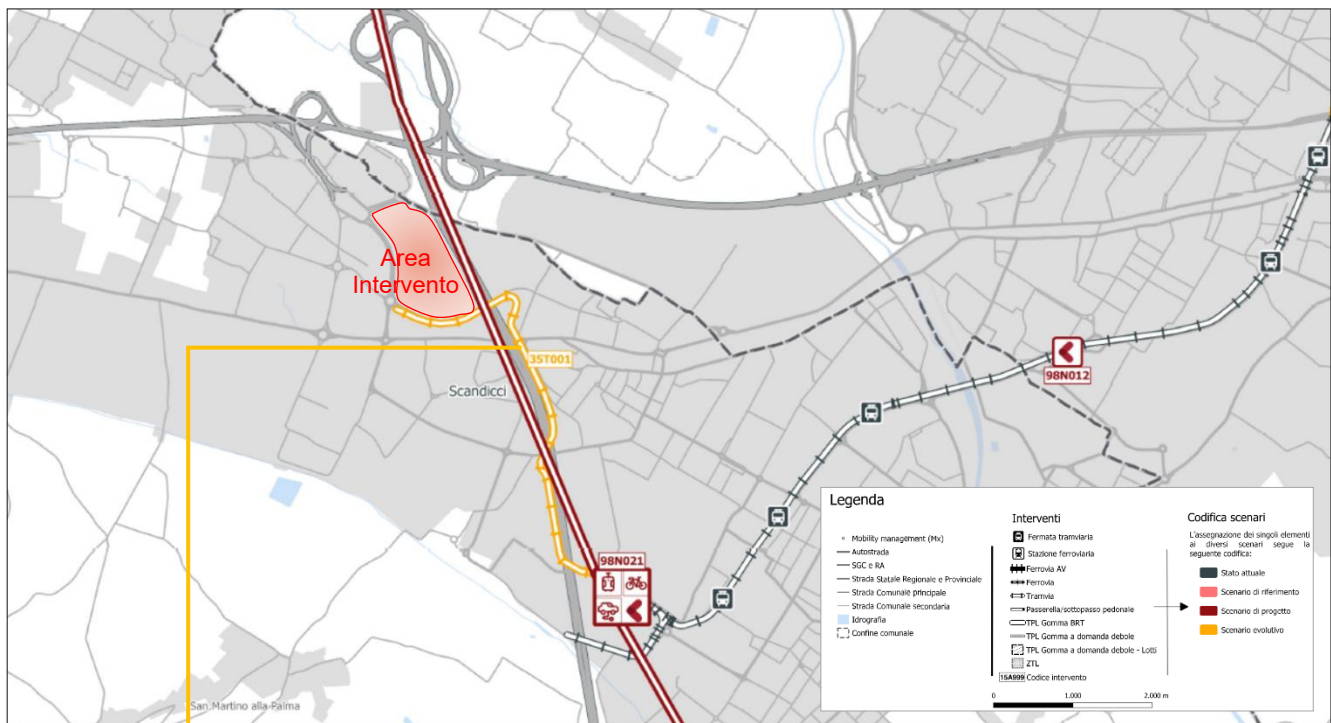 Area
Intervento
35T001
Scandicci
98N012
98N021
San Martino alla Palma
Legenda
Mobility management (Mx)
Autostrada
SGC e RA
Strada Statale Regionale e Provinciale
Strada Comunale principale
Strada Comunale secondaria
Idrografia
Confine comunale
Interventi
Fermata tramviaria
Stazione ferroviaria
Ferrovia AV
Ferrovia
Tramvia
Passerella/sottopasso pedonale
TPL Gomma BRT
TPL Gomma a domanda debole
TPL Gomma a domanda debole - Lotti
ZTL
15A999 Codice intervento
Codifica scenari
L'assegnazione dei singoli elementi
ai diversi scenari segue la
seguente codifica:
Stato attuale
Scenario di riferimento
Scenario di progetto
Scenario evolutivo
0 1.000 2.000 m